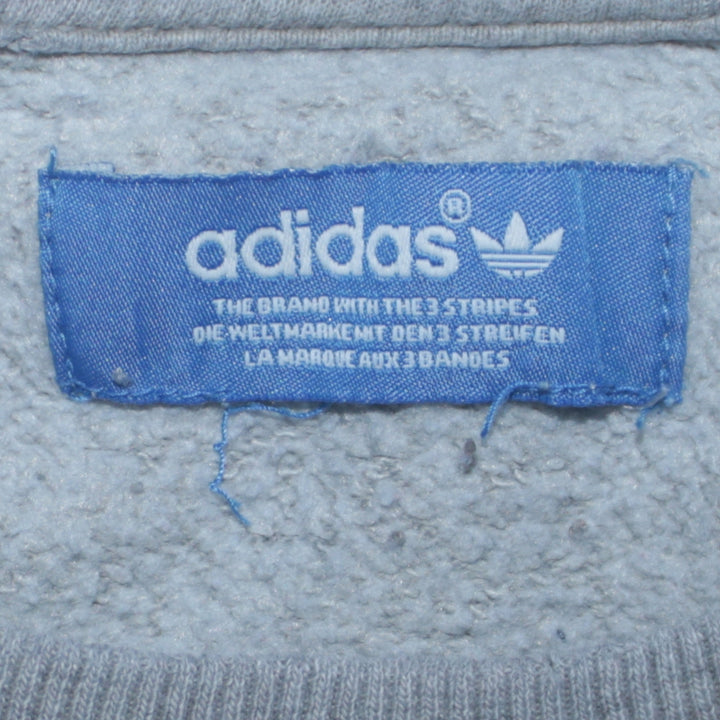 adidas®
THE BRAND WITH THE 3 STRIPES
DIE WELTMARKE MIT DEN 3 STREIFEN
LA MARQUE AUX 3 BANDES